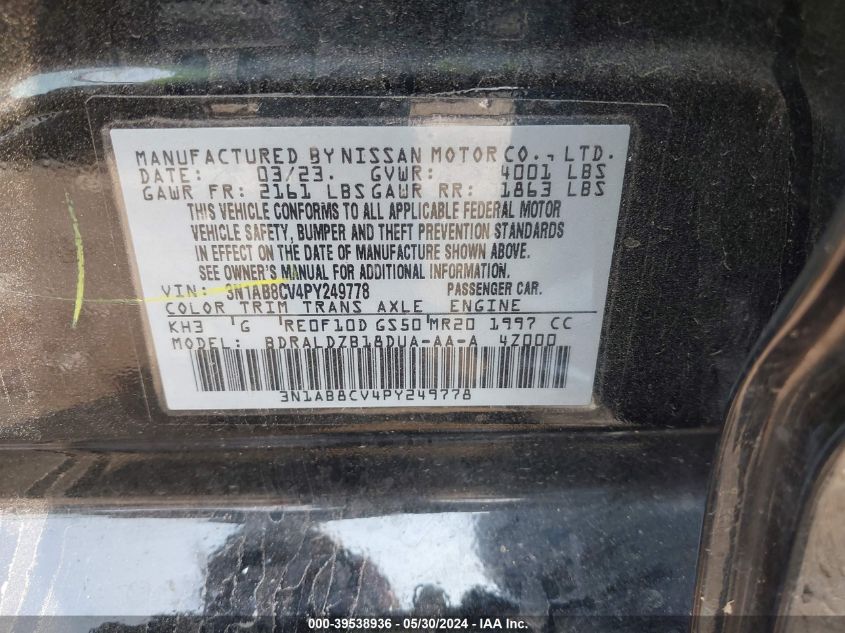 MANUFACTURED BY NISSAN MOTOR CO., LTD.
DATE: 03/23. GVWR: 4001 LBS
GAWR FR: 2161 LBS GAWR RR: 1863 LBS
THIS VEHICLE CONFORMS TO ALL APPLICABLE FEDERAL MOTOR
VEHICLE SAFETY, BUMPER AND THEFT PREVENTION STANDARDS
IN EFFECT ON THE DATE OF MANUFACTURE SHOWN ABOVE.
SEE OWNER'S MANUAL FOR ADDITIONAL INFORMATION.
VIN: 3N1AB8CV4PY249778 PASSENGER CAR.
COLOR TRIM TRANS AXLE ENGINE
KH3 G RE0F10D GS50 MR20 1997 CC
MODEL: BDRALDZB18DUA-AA-A 4Z000
3N1AB8CV4PY249778
000-39538936 - 05/30/2024 - IAA Inc.